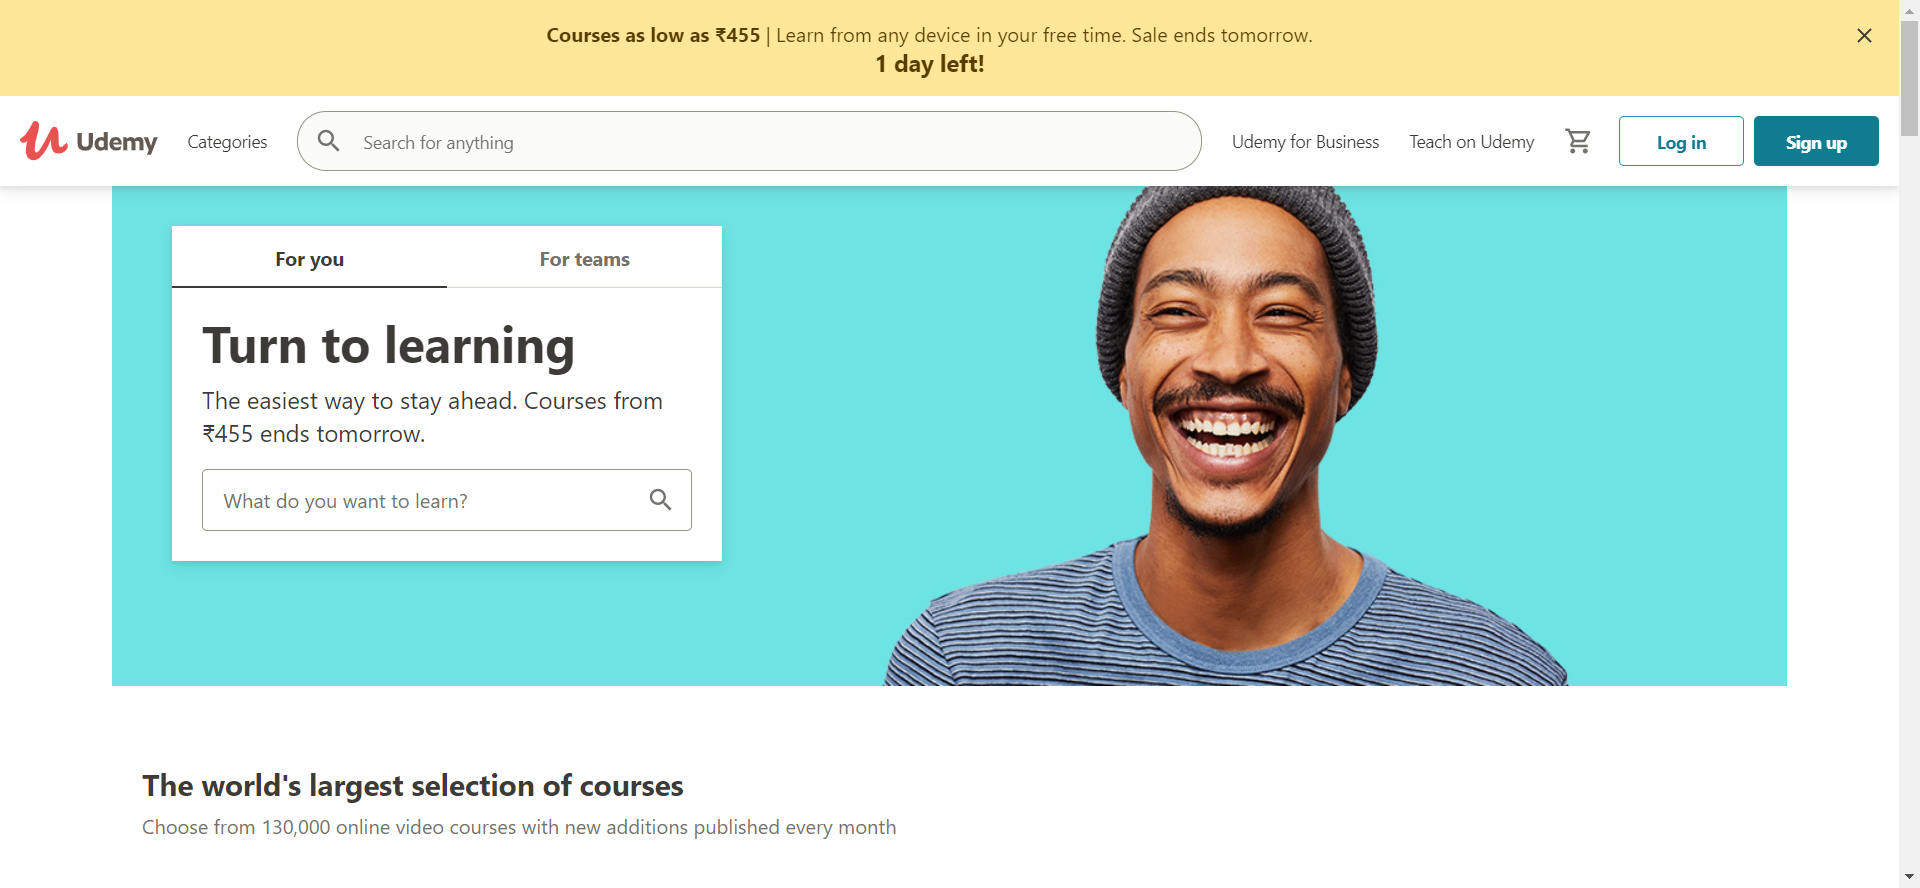 Courses as low as ₹455 | Learn from any device in your free time. Sale ends tomorrow.
1 day left!
Udemy
Categories
Search for anything
Udemy for Business
Teach on Udemy
Log in
Sign up
For you
For teams
Turn to learning
The easiest way to stay ahead. Courses from
₹455 ends tomorrow.
What do you want to learn?
The world's largest selection of courses
Choose from 130,000 online video courses with new additions published every month